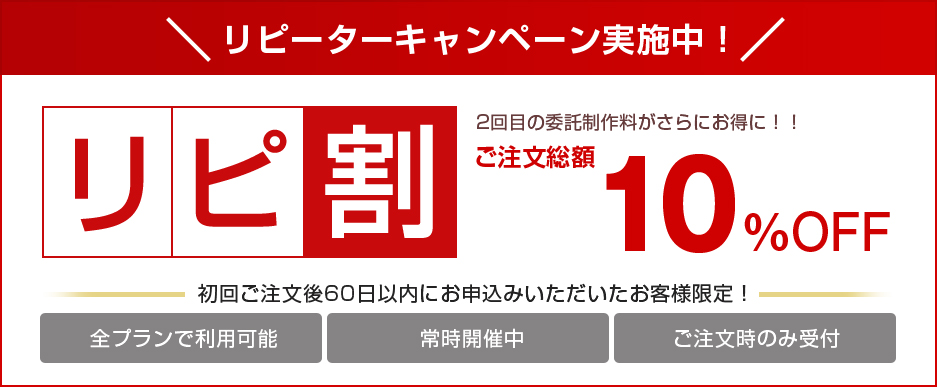 リピーターキャンペーン実施中！
リピ割
2回目の委託制作料がさらにお得に！！
ご注文総額
10%OFF
初回ご注文後60日以内にお申込みいただいたお客様限定！
全プランで利用可能
常時開催中
ご注文時のみ受付